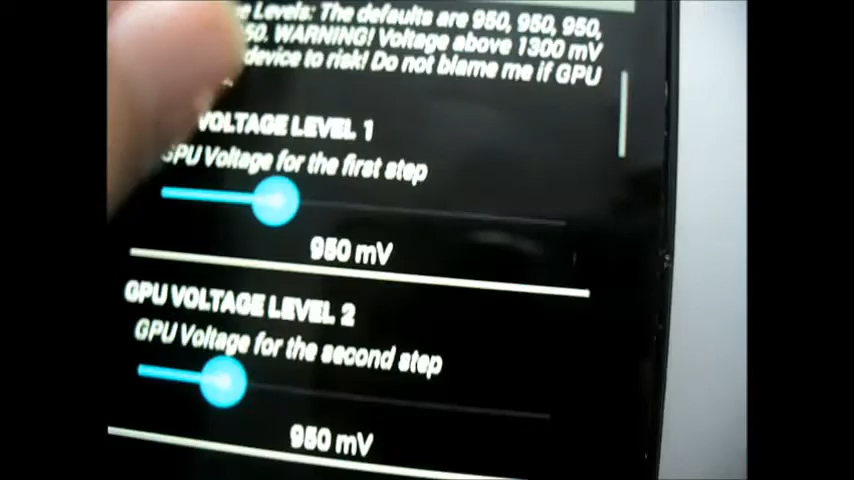 Levels: The defaults are 950, 950, 950,
50. WARNING! Voltage above 1300 mV
device to risk! Do not blame me if GPU
VOLTAGE LEVEL 1
GPU Voltage for the first step
950 mV
GPU VOLTAGE LEVEL 2
GPU Voltage for the second step
950 mV